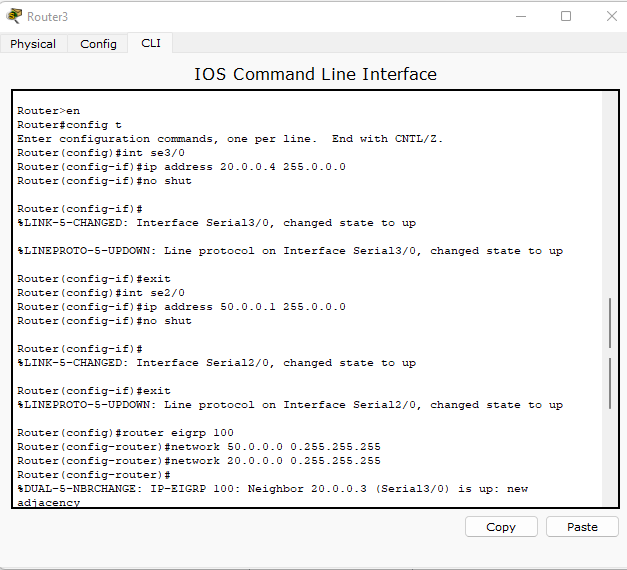 Router3
Physical Config CLI
IOS Command Line Interface
Router>en
Router#config t
Enter configuration commands, one per line.  End with CNTL/Z.
Router(config)#int se3/0
Router(config-if)#ip address 20.0.0.4 255.0.0.0
Router(config-if)#no shut
Router(config-if)#
%LINK-5-CHANGED: Interface Serial3/0, changed state to up
%LINEPROTO-5-UPDOWN: Line protocol on Interface Serial3/0, changed state to up
Router(config-if)#exit
Router(config)#int se2/0
Router(config-if)#ip address 50.0.0.1 255.0.0.0
Router(config-if)#no shut
Router(config-if)#
%LINK-5-CHANGED: Interface Serial2/0, changed state to up
Router(config-if)#exit
%LINEPROTO-5-UPDOWN: Line protocol on Interface Serial2/0, changed state to up
Router(config)#router eigrp 100
Router(config-router)#network 50.0.0.0 0.255.255.255
Router(config-router)#network 20.0.0.0 0.255.255.255
Router(config-router)#
%DUAL-5-NBRCHANGE: IP-EIGRP 100: Neighbor 20.0.0.3 (Serial3/0) is up: new
adjacency
Copy Paste